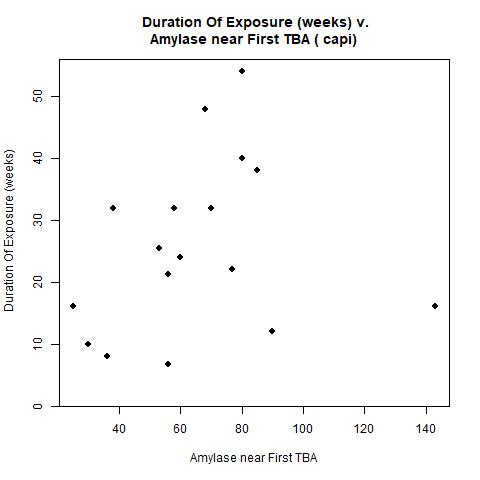 Duration Of Exposure (weeks) v.
Amylase near First TBA ( capi)
Duration Of Exposure (weeks)
50
40
30
20
10
0
40 60 80 100 120 140
Amylase near First TBA